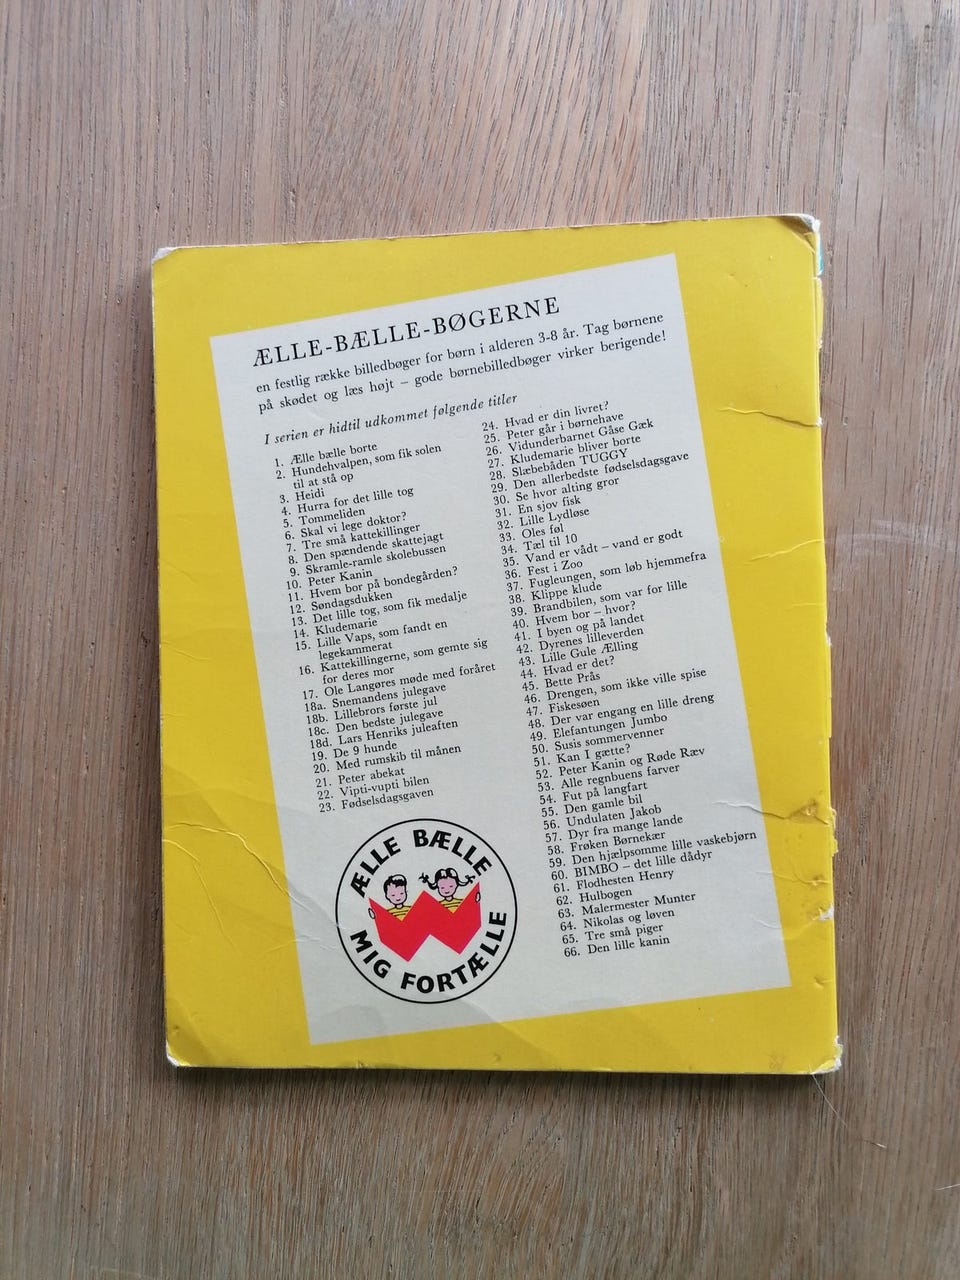 ÆLLE-BÆLLE-BØGERNE
en festlig række billedbøger for børn i alderen 3-8 år. Tag børnene
på skødet og læs højt – gode børnebilledbøger virker berigende!
I serien er hidtil udkommet følgende titler
1. Ælle bælle borte
2. Hundehvalpen, som fik solen
til at stå op
3. Heidi
4. Hurra for det lille tog
5. Tommeliden
6. Skal vi lege doktor?
7. Tre små kattekillinger
8. Den spændende skattejagt
9. Skramle-ramle skolebussen
10. Peter Kanin
11. Hvem bor på bondegården?
12. Søndagsdukken
13. Det lille tog, som fik medalje
14. Kludemarie
15. Lille Vaps, som fandt en
legekammerat
16. Kattekillingerne, som gemte sig
for deres mor
17. Ole Langøres møde med foråret
18a. Snemandens julegave
18b. Lillebrors første jul
18c. Den bedste julegave
18d. Lars Henriks juleaften
19. De 9 hunde
20. Med rumskib til månen
21. Peter abekat
22. Vipti-vupti bilen
23. Fødselsdagsgaven
24. Hvad er din livret?
25. Peter går i børnehave
26. Vidunderbarnet Gåse Gæk
27. Kludemarie bliver borte
28. Slæbebåden TUGGY
29. Den allerbedste fødselsdagsgave
30. Se hvor alting gror
31. En sjov fisk
32. Lille Lydløse
33. Oles føl
34. Tæl til 10
35. Vand er vådt – vand er godt
36. Fest i Zoo
37. Fugleungen, som løb hjemmefra
38. Klippe klude
39. Brandbilen, som var for lille
40. Hvem bor – hvor?
41. I byen og på landet
42. Dyrenes lilleverden
43. Lille Gule Ælling
44. Hvad er det?
45. Bette Prås
46. Drengen, som ikke ville spise
47. Fiskesøen
48. Der var engang en lille dreng
49. Elefantungen Jumbo
50. Susis sommervenner
51. Kan I gætte?
52. Peter Kanin og Røde Ræv
53. Alle regnbuens farver
54. Fut på langfart
55. Den gamle bil
56. Undulaten Jakob
57. Dyr fra mange lande
58. Frøken Børnekær
59. Den hjælpsomme lille vaskebjørn
60. BIMBO – det lille dådyr
61. Flodhesten Henry
62. Hulbogen
63. Malermester Munter
64. Nikolas og løven
65. Tre små piger
66. Den lille kanin
ÆLLE BÆLLE
MIG FORTÆLLE